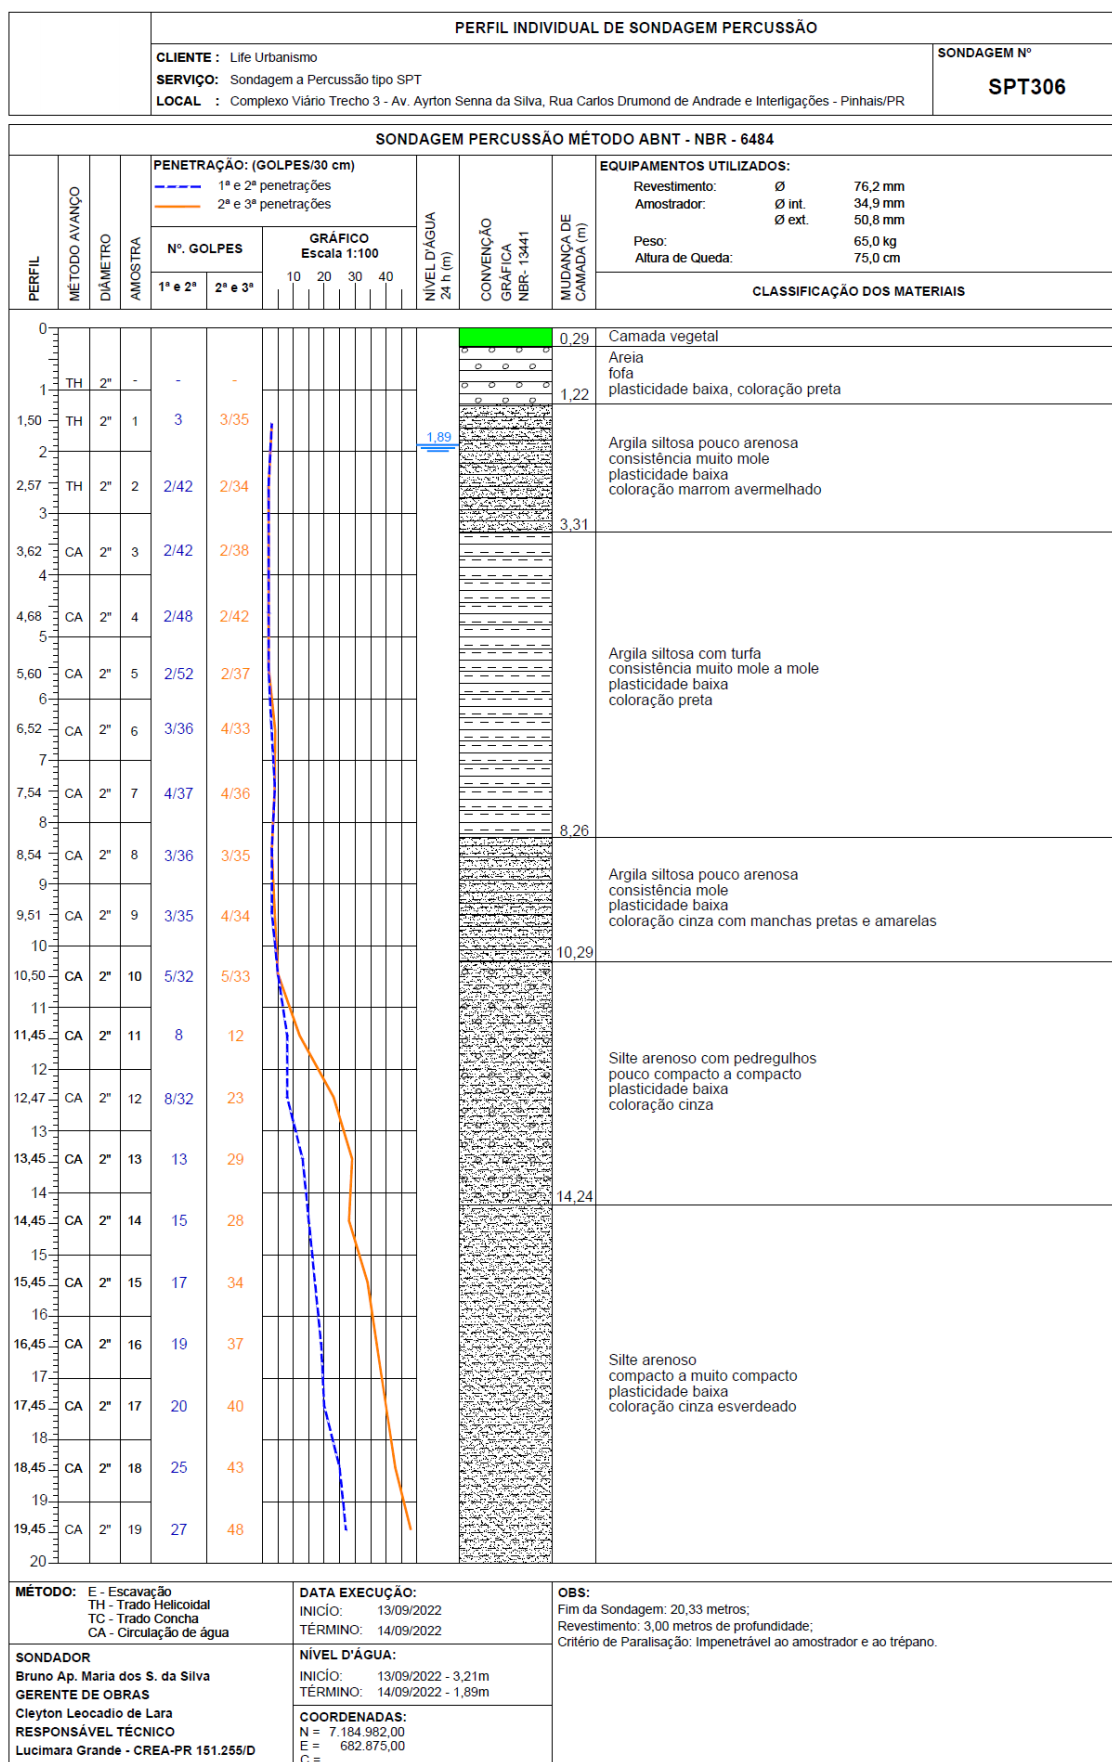 PERFIL INDIVIDUAL DE SONDAGEM PERCUSSÃO
CLIENTE : Life Urbanismo
SERVIÇO: Sondagem a Percussão tipo SPT
LOCAL : Complexo Viário Trecho 3 - Av. Ayrton Senna da Silva, Rua Carlos Drumond de Andrade e Interligações - Pinhais/PR
SONDAGEM Nº
SPT306
SONDAGEM PERCUSSÃO MÉTODO ABNT - NBR - 6484
PERFIL
MÉTODO AVANÇO
DIÂMETRO
AMOSTRA
PENETRAÇÃO: (GOLPES/30 cm)
1ª e 2ª penetrações
2ª e 3ª penetrações
Nº. GOLPES
1ª e 2ª 2ª e 3ª
GRÁFICO
Escala 1:100
10 20 30 40
NÍVEL D'ÁGUA
24 h (m)
CONVENÇÃO
GRÁFICA
NBR- 13441
MUDANÇA DE
CAMADA (m)
EQUIPAMENTOS UTILIZADOS:
Revestimento: Ø 76,2 mm
Amostrador: Ø int. 34,9 mm
Ø ext. 50,8 mm
Peso: 65,0 kg
Altura de Queda: 75,0 cm
CLASSIFICAÇÃO DOS MATERIAIS
0
0,29 Camada vegetal
Areia
fofa
plasticidade baixa, coloração preta
TH 2" - - -
1
1,22
1,50 TH 2" 1 3 3/35
1,89
2
Argila siltosa pouco arenosa
consistência muito mole
plasticidade baixa
coloração marrom avermelhado
2,57 TH 2" 2 2/42 2/34
3
3,31
3,62 CA 2" 3 2/42 2/38
4
4,68 CA 2" 4 2/48 2/42
5
Argila siltosa com turfa
consistência muito mole a mole
plasticidade baixa
coloração preta
5,60 CA 2" 5 2/52 2/37
6
6,52 CA 2" 6 3/36 4/33
7
7,54 CA 2" 7 4/37 4/36
8
8,26
8,54 CA 2" 8 3/36 3/35
9
Argila siltosa pouco arenosa
consistência mole
plasticidade baixa
coloração cinza com manchas pretas e amarelas
9,51 CA 2" 9 3/35 4/34
10
10,29
10,50 CA 2" 10 5/32 5/33
11
11,45 CA 2" 11 8 12
12
Silte arenoso com pedregulhos
pouco compacto a compacto
plasticidade baixa
coloração cinza
12,47 CA 2" 12 8/32 23
13
13,45 CA 2" 13 13 29
14
14,24
14,45 CA 2" 14 15 28
15
15,45 CA 2" 15 17 34
16
16,45 CA 2" 16 19 37
17
Silte arenoso
compacto a muito compacto
plasticidade baixa
coloração cinza esverdeado
17,45 CA 2" 17 20 40
18
18,45 CA 2" 18 25 43
19
19,45 CA 2" 19 27 48
20
MÉTODO: E - Escavação
TH - Trado Helicoidal
TC - Trado Concha
CA - Circulação de água
SONDADOR
Bruno Ap. Maria dos S. da Silva
GERENTE DE OBRAS
Cleyton Leocadio de Lara
RESPONSÁVEL TÉCNICO
Lucimara Grande - CREA-PR 151.255/D
DATA EXECUÇÃO:
INICÍO: 13/09/2022
TÉRMINO: 14/09/2022
NÍVEL D'ÁGUA:
INICÍO: 13/09/2022 - 3,21m
TÉRMINO: 14/09/2022 - 1,89m
COORDENADAS:
N = 7.184.982,00
E = 682.875,00
C =
OBS:
Fim da Sondagem: 20,33 metros;
Revestimento: 3,00 metros de profundidade;
Critério de Paralisação: Impenetrável ao amostrador e ao trépano.